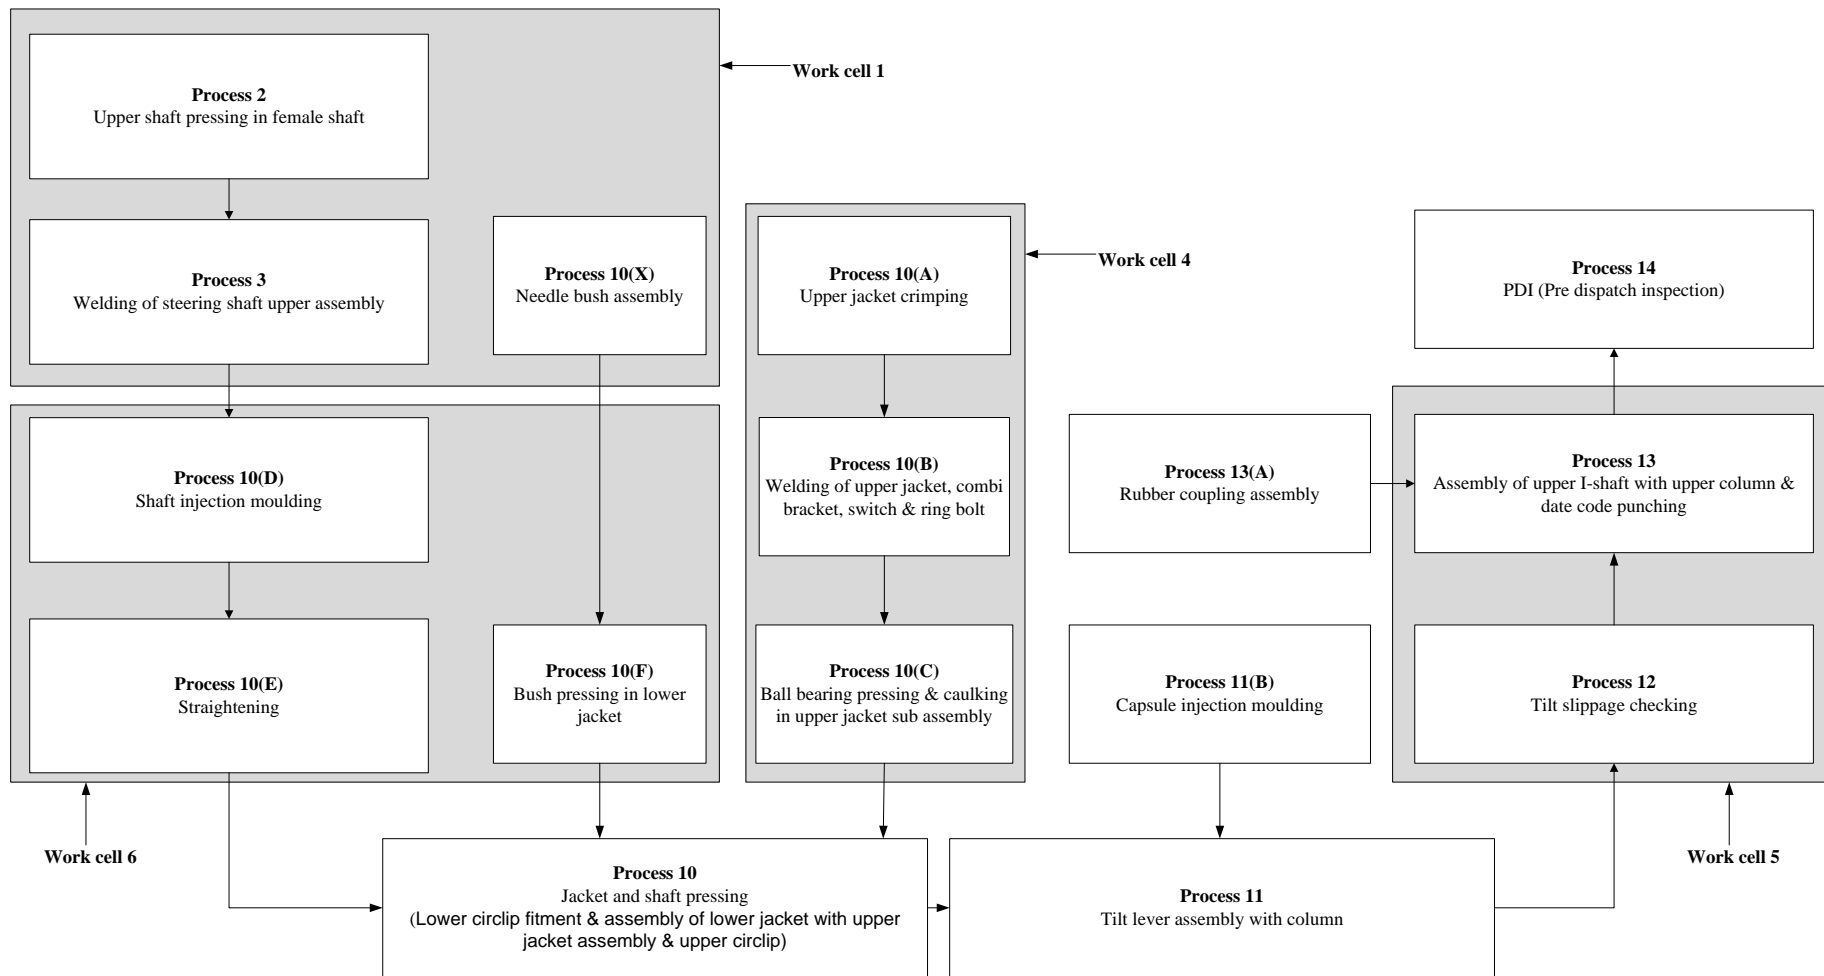 Process 2
Upper shaft pressing in female shaft
Work cell 1
Process 3
Welding of steering shaft upper assembly
Process 10(X)
Needle bush assembly
Process 10(A)
Upper jacket crimping
Work cell 4
Process 14
PDI (Pre dispatch inspection)
Process 10(D)
Shaft injection moulding
Process 10(B)
Welding of upper jacket, combi
bracket, switch & ring bolt
Process 13(A)
Rubber coupling assembly
Process 13
Assembly of upper I-shaft with upper column &
date code punching
Process 10(E)
Straightening
Process 10(F)
Bush pressing in lower
jacket
Process 10(C)
Ball bearing pressing & caulking
in upper jacket sub assembly
Process 11(B)
Capsule injection moulding
Process 12
Tilt slippage checking
Work cell 6
Work cell 5
Process 10
Jacket and shaft pressing
(Lower circlip fitment & assembly of lower jacket with upper
jacket assembly & upper circlip)
Process 11
Tilt lever assembly with column